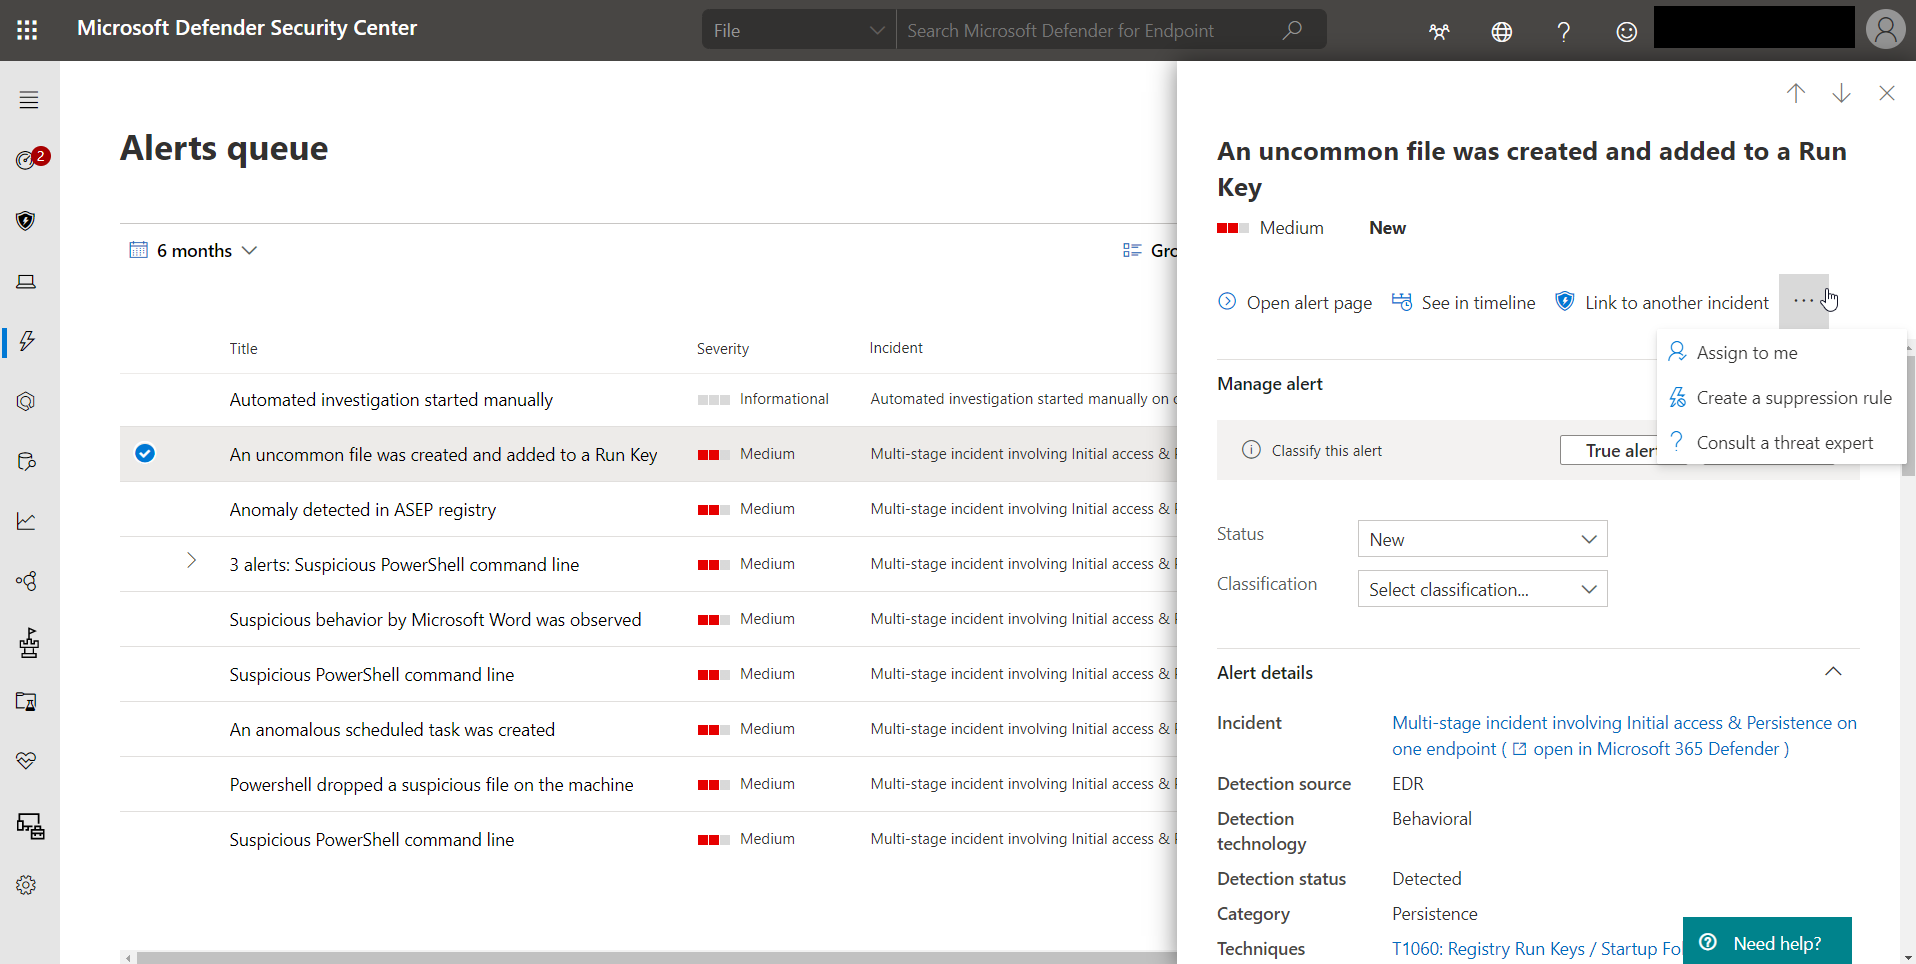 Microsoft Defender Security Center
File
Search Microsoft Defender for Endpoint
2
Alerts queue
6 months
Gro
Title Severity Incident
Automated investigation started manually Informational Automated investigation started manually on
An uncommon file was created and added to a Run Key Medium Multi-stage incident involving Initial access &
Anomaly detected in ASEP registry Medium Multi-stage incident involving Initial access &
3 alerts: Suspicious PowerShell command line Medium Multi-stage incident involving Initial access &
Suspicious behavior by Microsoft Word was observed Medium Multi-stage incident involving Initial access &
Suspicious PowerShell command line Medium Multi-stage incident involving Initial access &
An anomalous scheduled task was created Medium Multi-stage incident involving Initial access &
Powershell dropped a suspicious file on the machine Medium Multi-stage incident involving Initial access &
Suspicious PowerShell command line Medium Multi-stage incident involving Initial access &
An uncommon file was created and added to a Run
Key
Medium New
Open alert page See in timeline Link to another incident ...
Assign to me
Create a suppression rule
Consult a threat expert
Manage alert
Classify this alert True aler
Status New
Classification Select classification...
Alert details
Incident Multi-stage incident involving Initial access & Persistence on
one endpoint ( open in Microsoft 365 Defender )
Detection source EDR
Detection Behavioral
technology
Detection status Detected
Category Persistence
Techniques T1060: Registry Run Keys / Startup Fo
Need help?